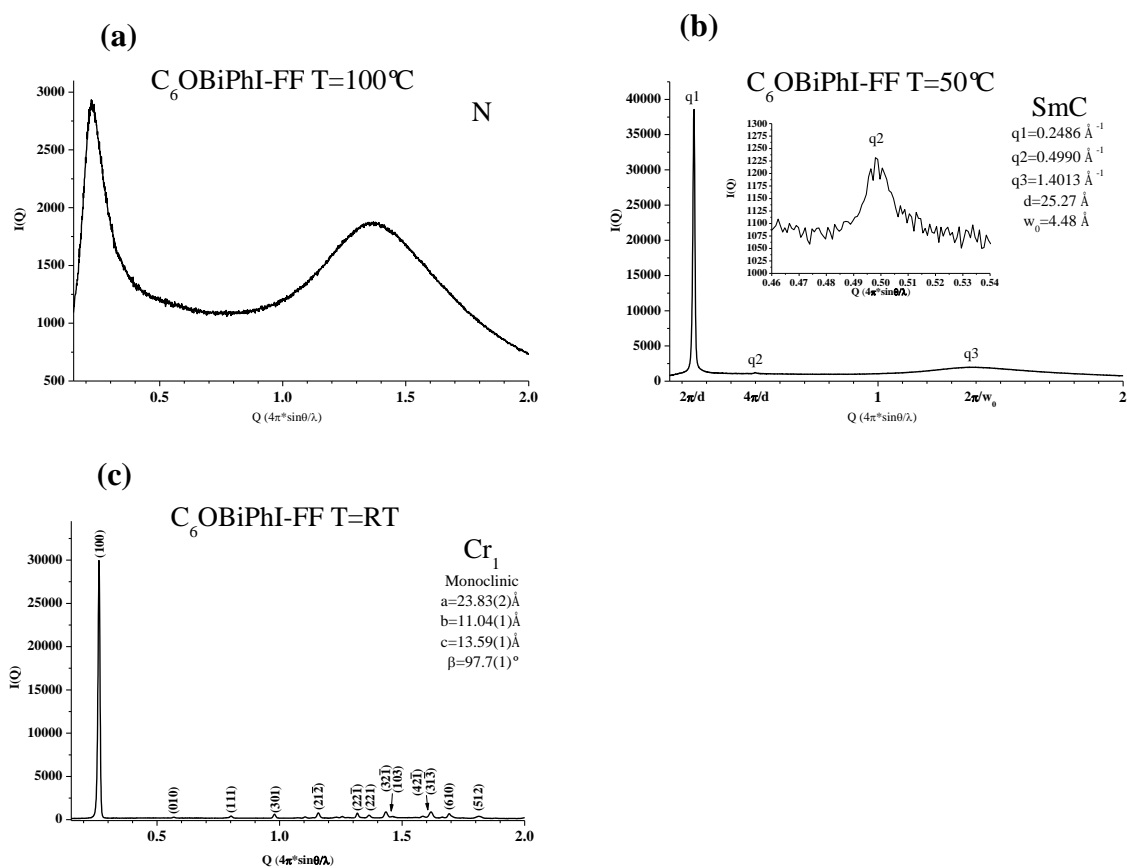 (a)
C6OBiPhI-FF T=100ºC
N
3000
2500
2000
1500
1000
500
I(Q)
0.5
1.0
1.5
2.0
Q (4π*sinθ/λ)
(b)
C6OBiPhI-FF T=50ºC
SmC
q1=0.2486 Å-1
q2=0.4990 Å-1
q3=1.4013 Å-1
d=25.27 Å
w0=4.48 Å
40000
35000
30000
25000
20000
15000
10000
5000
0
I(Q)
q1
q2
q3
2π/d
4π/d
1
2π/w0
2
Q (4π*sinθ/λ)
1300
1275
1250
1225
1200
1175
1150
1125
1100
1075
1050
1025
1000
I(Q)
q2
0.46
0.47
0.48
0.49
0.50
0.51
0.52
0.53
0.54
Q (4π*sinθ/λ)
(c)
C6OBiPhI-FF T=RT
Cr1
Monoclinic
a=23.83(2)Å
b=11.04(1)Å
c=13.59(1)Å
β=97.7(1)º
30000
25000
20000
15000
10000
5000
0
I(Q)
(100)
(010)
(111)
(301)
(212̅)
(221̅)
(221)
(321̅)
(103)
(421̅)
(313̅)
(610)
(512)
0.5
1.0
1.5
2.0
Q (4π*sinθ/λ)